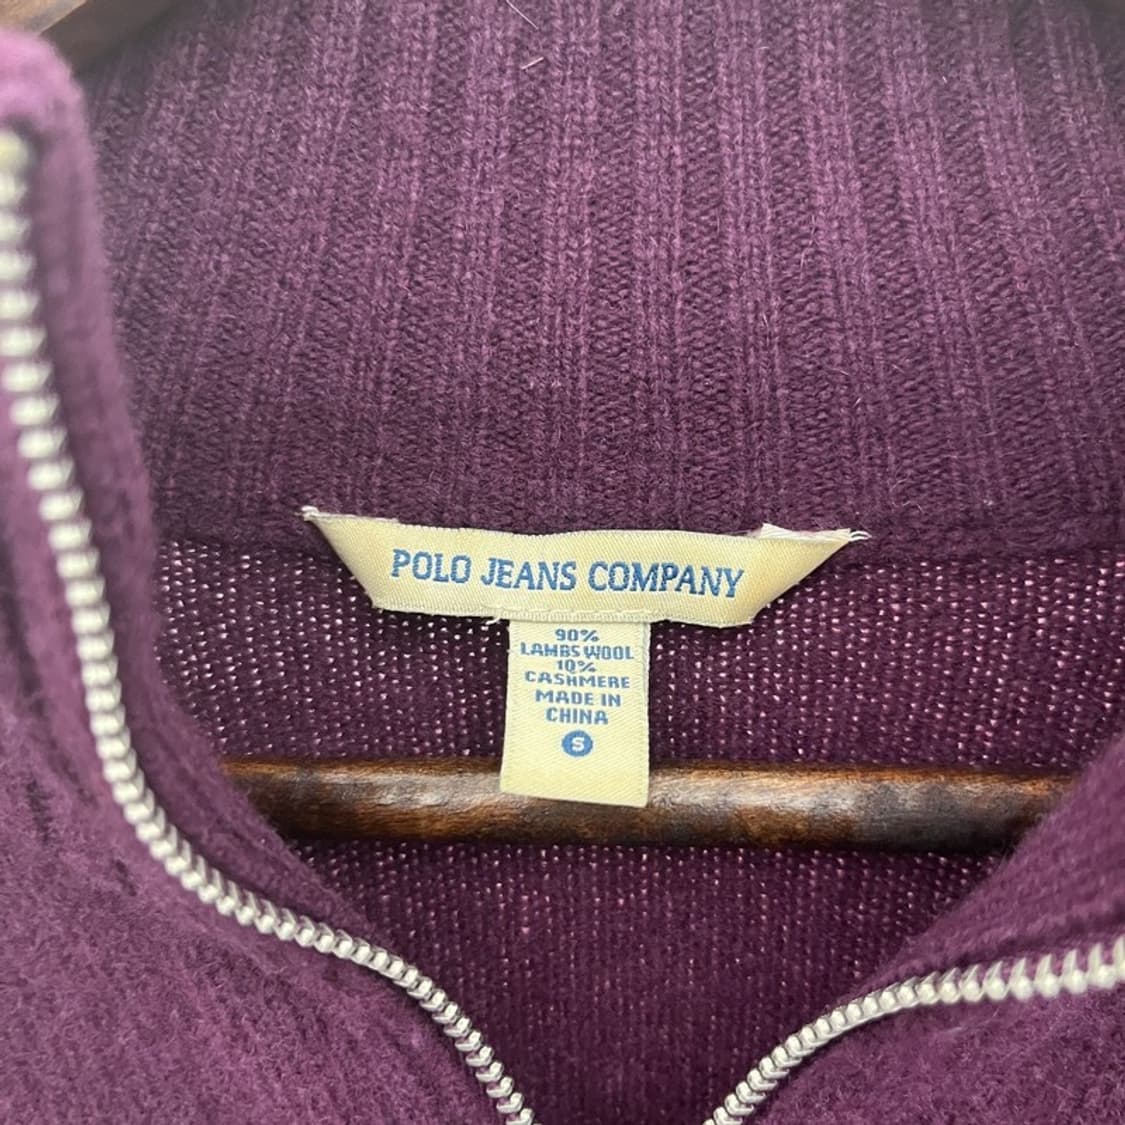 POLO JEANS COMPANY
90%
LAMBS WOOL
10%
CASHMERE
MADE IN
CHINA
S